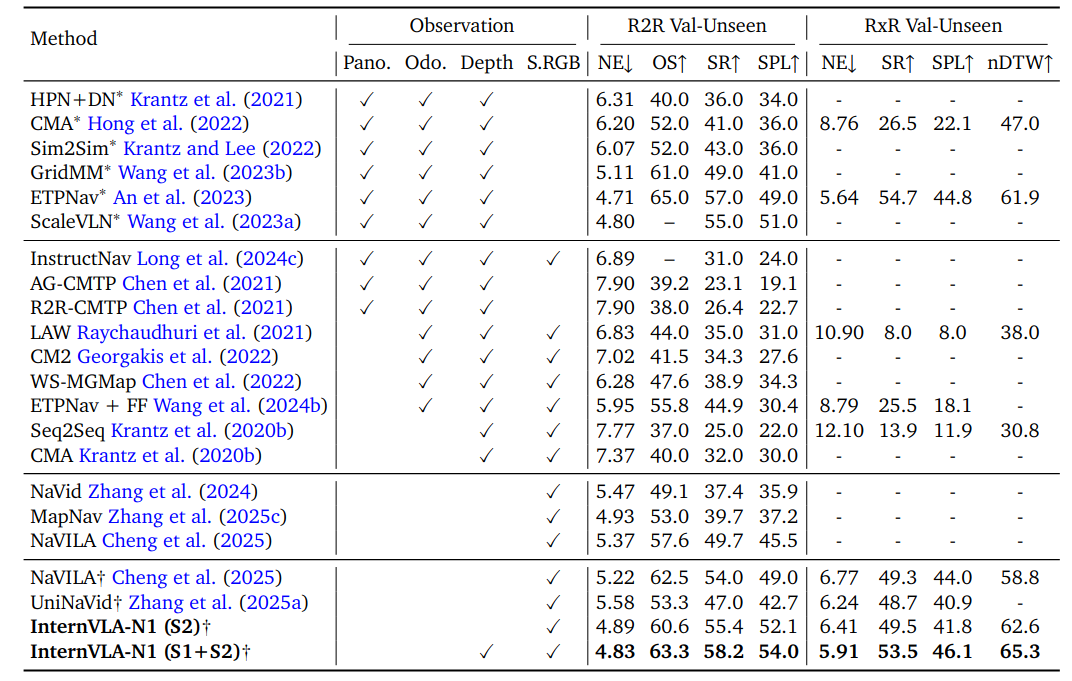 Method Observation R2R Val-Unseen RxR Val-Unseen
Pano. Odo. Depth S.RGB NE↓ OS↑ SR↑ SPL↑ NE↓ SR↑ SPL↑ nDTW↑
HPN+DN* Krantz et al. (2021) ✓ ✓ ✓ 6.31 40.0 36.0 34.0 - - - -
CMA* Hong et al. (2022) ✓ ✓ ✓ 6.20 52.0 41.0 36.0 8.76 26.5 22.1 47.0
Sim2Sim* Krantz and Lee (2022) ✓ ✓ ✓ 6.07 52.0 43.0 36.0 - - - -
GridMM* Wang et al. (2023b) ✓ ✓ ✓ 5.11 61.0 49.0 41.0 - - - -
ETPNav* An et al. (2023) ✓ ✓ ✓ 4.71 65.0 57.0 49.0 5.64 54.7 44.8 61.9
ScaleVLN* Wang et al. (2023a) ✓ ✓ ✓ 4.80 – 55.0 51.0 - - - -
InstructNav Long et al. (2024c) ✓ ✓ ✓ ✓ 6.89 – 31.0 24.0 - - - -
AG-CMTP Chen et al. (2021) ✓ ✓ ✓ 7.90 39.2 23.1 19.1 - - - -
R2R-CMTP Chen et al. (2021) ✓ ✓ ✓ 7.90 38.0 26.4 22.7 - - - -
LAW Raychaudhuri et al. (2021) ✓ ✓ ✓ 6.83 44.0 35.0 31.0 10.90 8.0 8.0 38.0
CM2 Georgakis et al. (2022) ✓ ✓ ✓ 7.02 41.5 34.3 27.6 - - - -
WS-MGMap Chen et al. (2022) ✓ ✓ ✓ 6.28 47.6 38.9 34.3 - - - -
ETPNav + FF Wang et al. (2024b) ✓ ✓ ✓ 5.95 55.8 44.9 30.4 8.79 25.5 18.1 -
Seq2Seq Krantz et al. (2020b) ✓ ✓ 7.77 37.0 25.0 22.0 12.10 13.9 11.9 30.8
CMA Krantz et al. (2020b) ✓ ✓ 7.37 40.0 32.0 30.0 - - - -
NaVid Zhang et al. (2024) ✓ 5.47 49.1 37.4 35.9 - - - -
MapNav Zhang et al. (2025c) ✓ 4.93 53.0 39.7 37.2 - - - -
NaVILA Cheng et al. (2025) ✓ 5.37 57.6 49.7 45.5 - - - -
NaVILA† Cheng et al. (2025) ✓ 5.22 62.5 54.0 49.0 6.77 49.3 44.0 58.8
UniNaVid† Zhang et al. (2025a) ✓ 5.58 53.3 47.0 42.7 6.24 48.7 40.9 -
InternVLA-N1 (S2)† ✓ 4.89 60.6 55.4 52.1 6.41 49.5 41.8 62.6
InternVLA-N1 (S1+S2)† ✓ ✓ 4.83 63.3 58.2 54.0 5.91 53.5 46.1 65.3